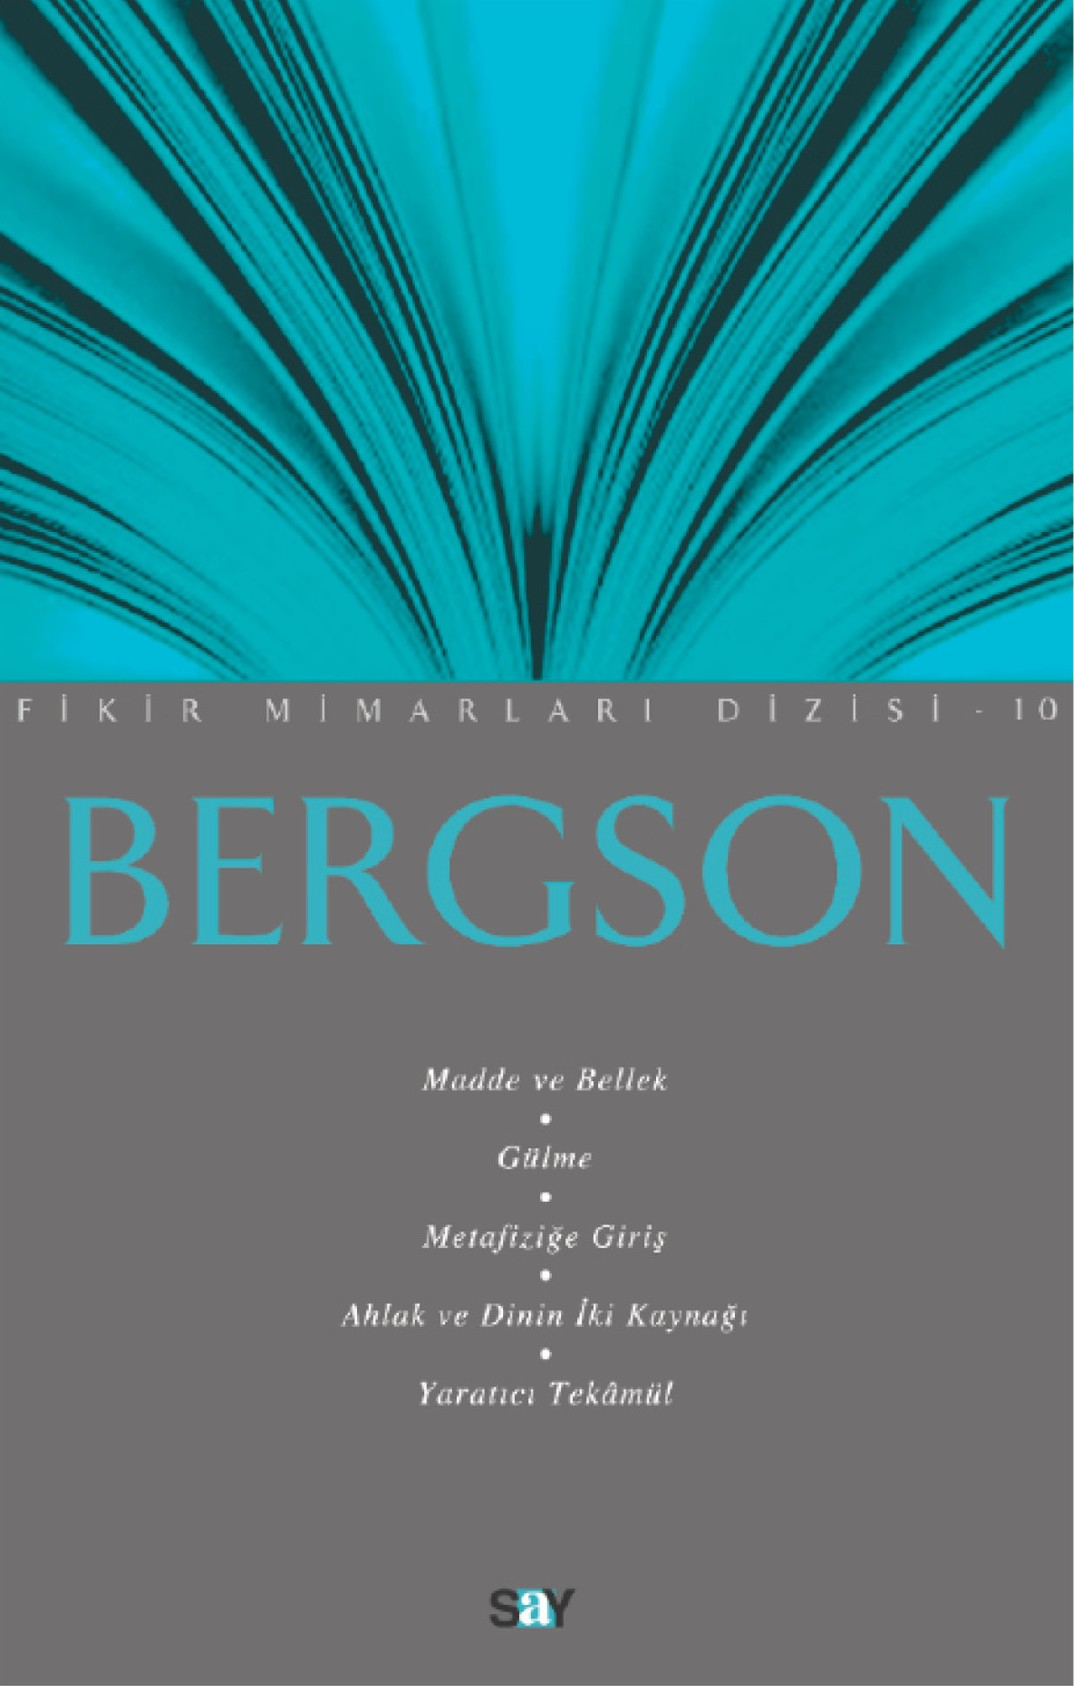 FİKİR MİMARLARI DİZİSİ - 10
BERGSON
Madde ve Bellek
•
Gülme
•
Metafiziğe Giriş
•
Ahlak ve Dinin İki Kaynağı
•
Yaratıcı Tekâmül
SaY